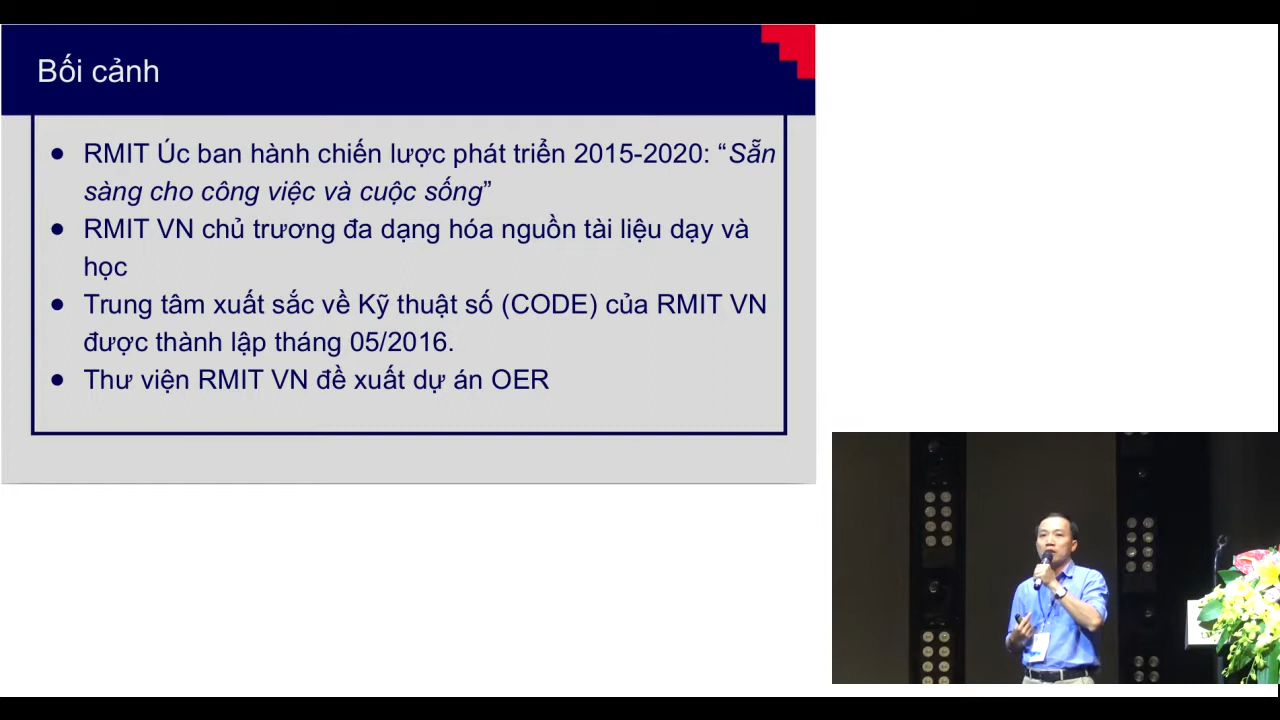 Bối cảnh
● RMIT Úc ban hành chiến lược phát triển 2015-2020: “Sẵn
sàng cho công việc và cuộc sống”
● RMIT VN chủ trương đa dạng hóa nguồn tài liệu dạy và
học
● Trung tâm xuất sắc về Kỹ thuật số (CODE) của RMIT VN
được thành lập tháng 05/2016.
● Thư viện RMIT VN đề xuất dự án OER